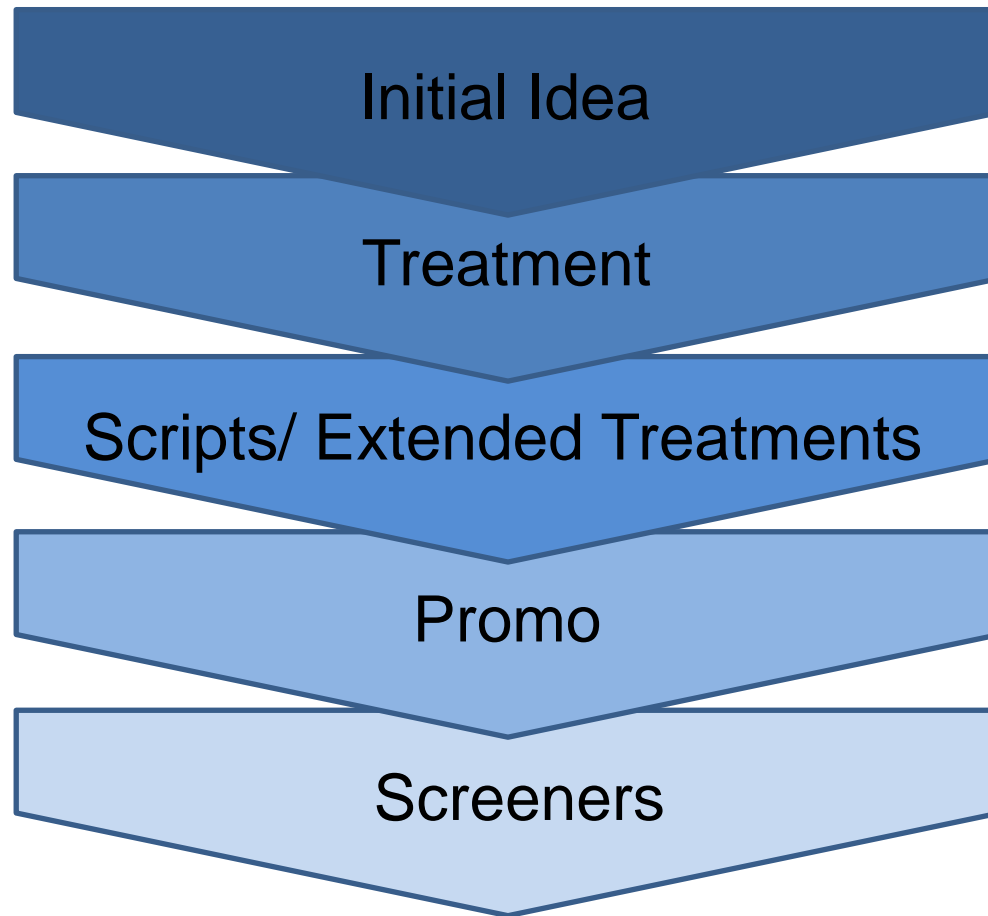 Initial Idea
Treatment
Scripts/ Extended Treatments
Promo
Screeners